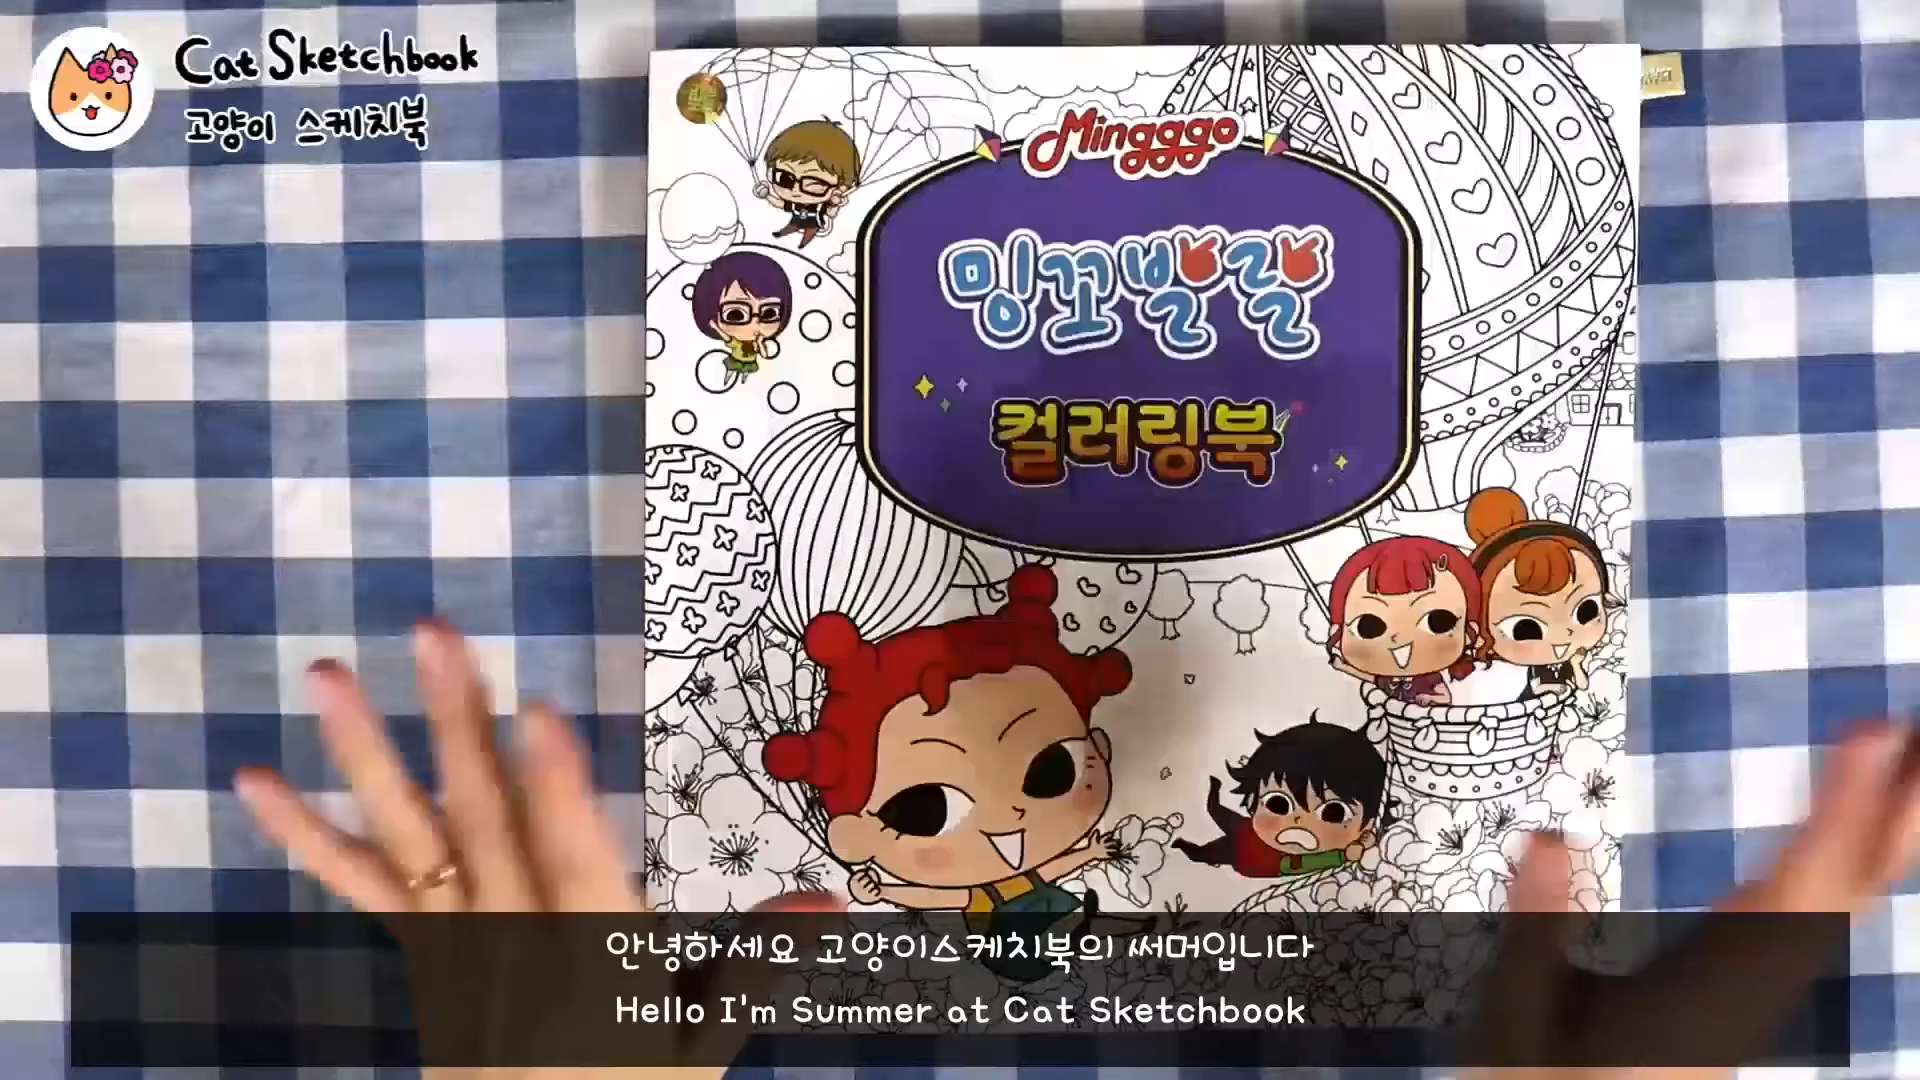 Cat Sketchbook
고양이 스케치북
Mingggo
밍꼬발랄
컬러링북
안녕하세요 고양이스케치북의 써머입니다
Hello I'm Summer at Cat Sketchbook